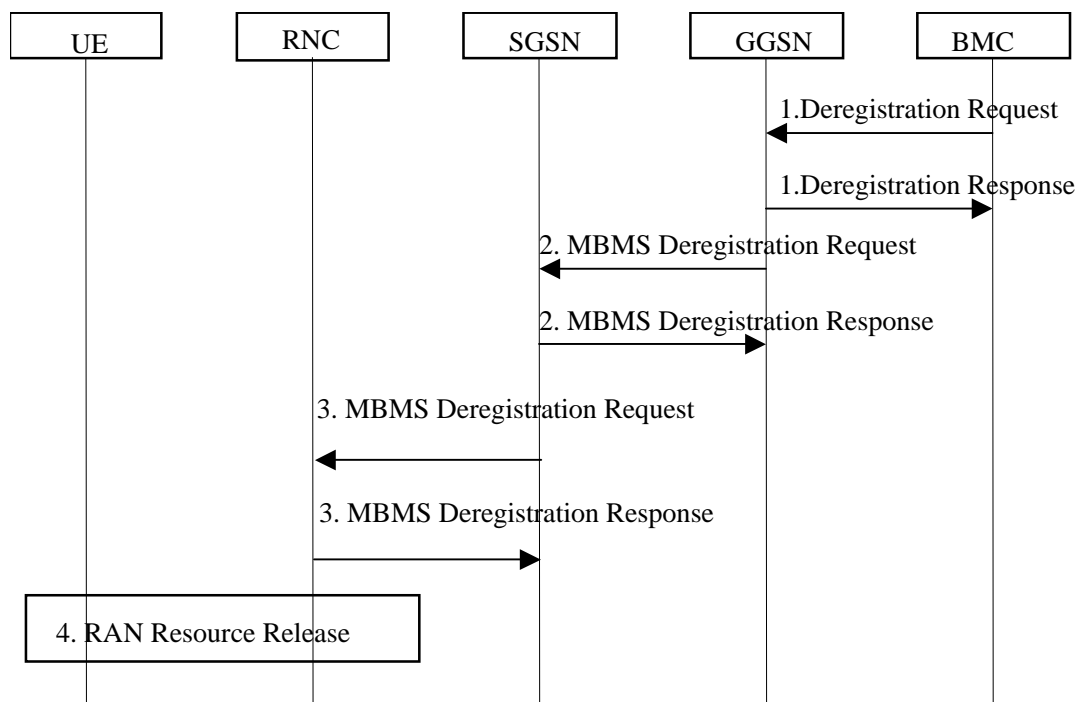 UE
RNC
SGSN
GGSN
BMC
1.Deregistration Request
1.Deregistration Response
2. MBMS Deregistration Request
2. MBMS Deregistration Response
3. MBMS Deregistration Request
3. MBMS Deregistration Response
4. RAN Resource Release